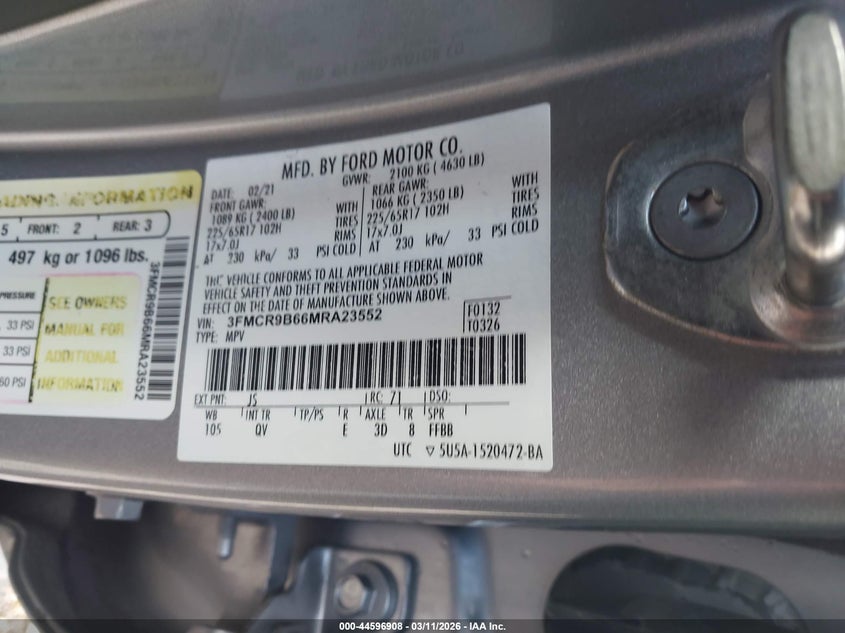 MFD. BY FORD MOTOR CO.
DATE: 02/21 GVWR: 2100 KG ( 4630 LB)
FRONT GAWR: REAR GAWR:
1089 KG ( 2400 LB) WITH 1066 KG ( 2350 LB) WITH
225/65R17 102H TIRES 225/65R17 102H TIRES
17x7.0J RIMS 17x7.0J RIMS
AT 230 kPa/ 33 PSI COLD AT 230 kPa/ 33 PSI COLD
THIS VEHICLE CONFORMS TO ALL APPLICABLE FEDERAL MOTOR
VEHICLE SAFETY AND THEFT PREVENTION STANDARDS IN
EFFECT ON THE DATE OF MANUFACTURE SHOWN ABOVE.
VIN: 3FMCR9B66MRA23552
TYPE: MPV
F0132
T0326
EXT PNT: JS RC: 71 DSO:
WB INT TR TP/PS R AXLE TR SPR
105 QV E 3D 8 FFBB
UTC ▽ 5U5A-1520472-BA
LOADING INFORMATION
5 FRONT: 2 REAR: 3
497 kg or 1096 lbs.
PRESSURE
33 PSI
33 PSI
60 PSI
SEE OWNERS
MANUAL FOR
ADDITIONAL
INFORMATION
3FMCR9B66MRA23552
000-44596908 - 03/11/2026 - IAA Inc.